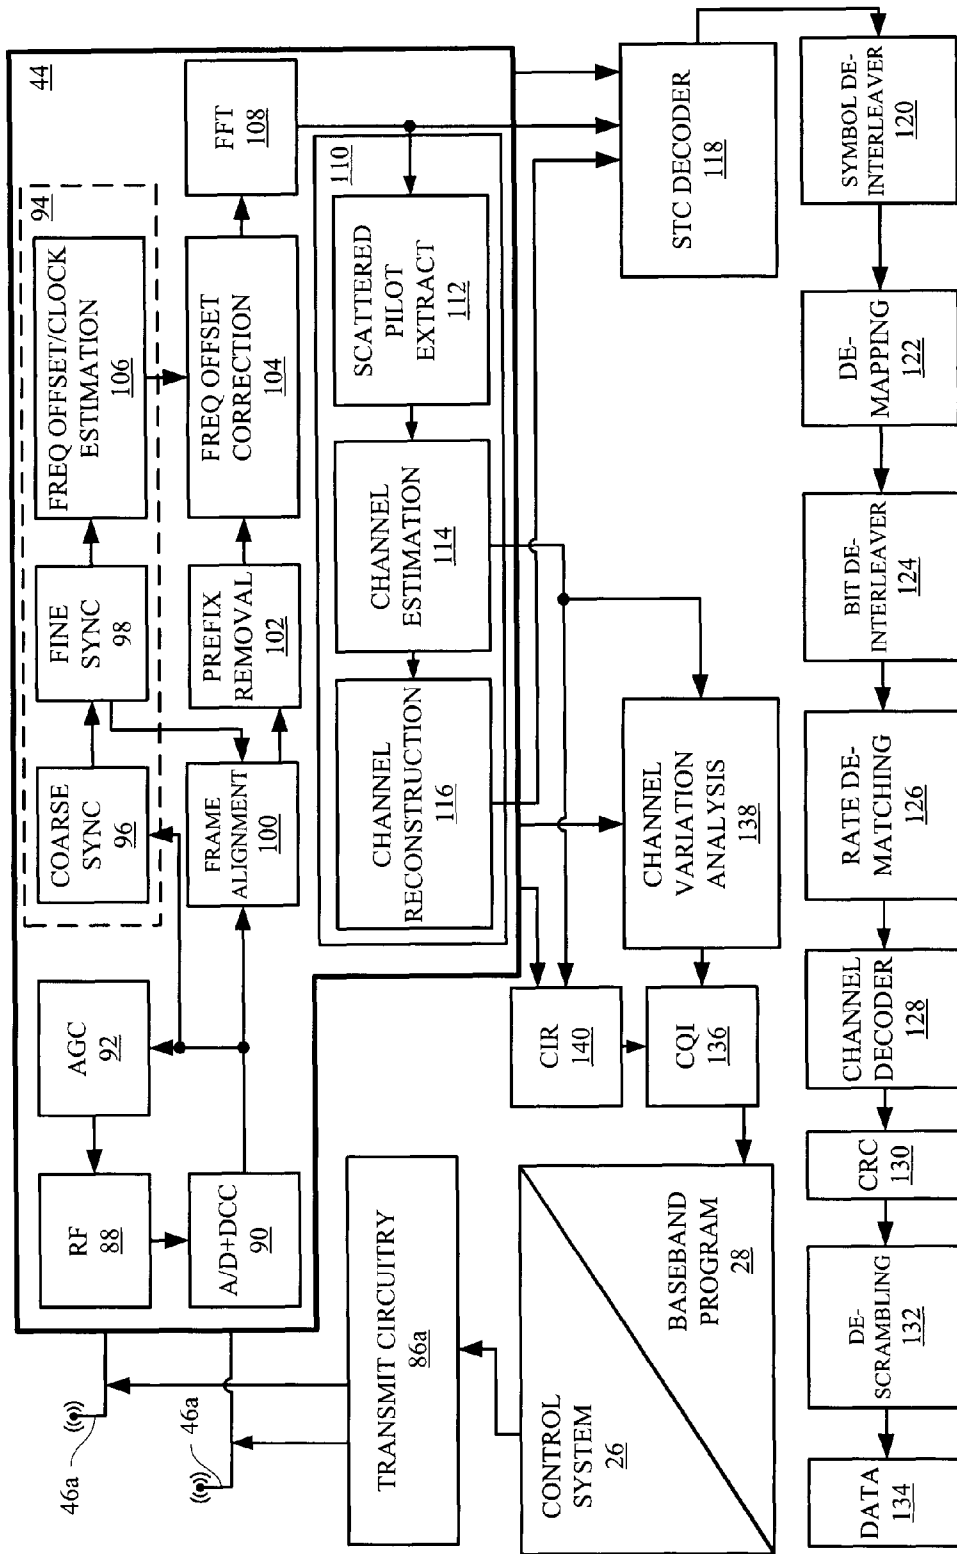 46a
46a
44
RF
88
AGC
92
A/D+DCC
90
94
COARSE
SYNC
96
FINE
SYNC
98
FREQ OFFSET/CLOCK
ESTIMATION
106
FRAME
ALIGNMENT
100
PREFIX
REMOVAL
102
FREQ OFFSET
CORRECTION
104
FFT
108
110
CHANNEL
RECONSTRUCTION
116
CHANNEL
ESTIMATION
114
SCATTERED
PILOT
EXTRACT
112
TRANSMIT CIRCUITRY
86a
CONTROL
SYSTEM
26
BASEBAND
PROGRAM
28
CIR
140
CQI
136
CHANNEL
VARIATION
ANALYSIS
138
STC DECODER
118
DATA
134
DE-
SCRAMBLING
132
CRC
130
CHANNEL
DECODER
128
RATE DE-
MATCHING
126
BIT DE-
INTERLEAVER
124
DE-
MAPPING
122
SYMBOL DE-
INTERLEAVER
120